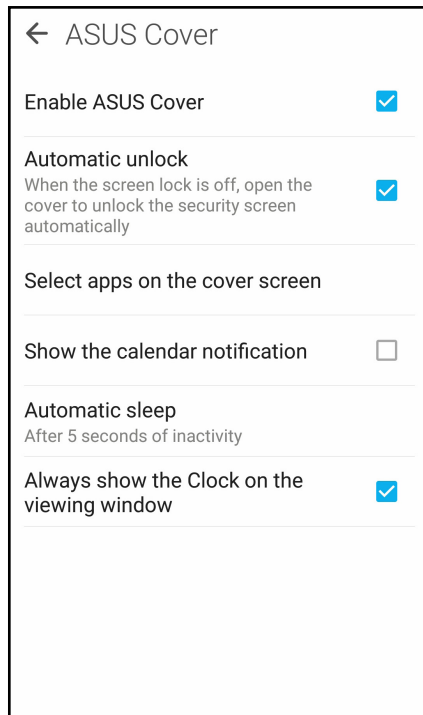 ASUS Cover
Enable ASUS Cover
Automatic unlock
When the screen lock is off, open the
cover to unlock the security screen
automatically
Select apps on the cover screen
Show the calendar notification
Automatic sleep
After 5 seconds of inactivity
Always show the Clock on the
viewing window